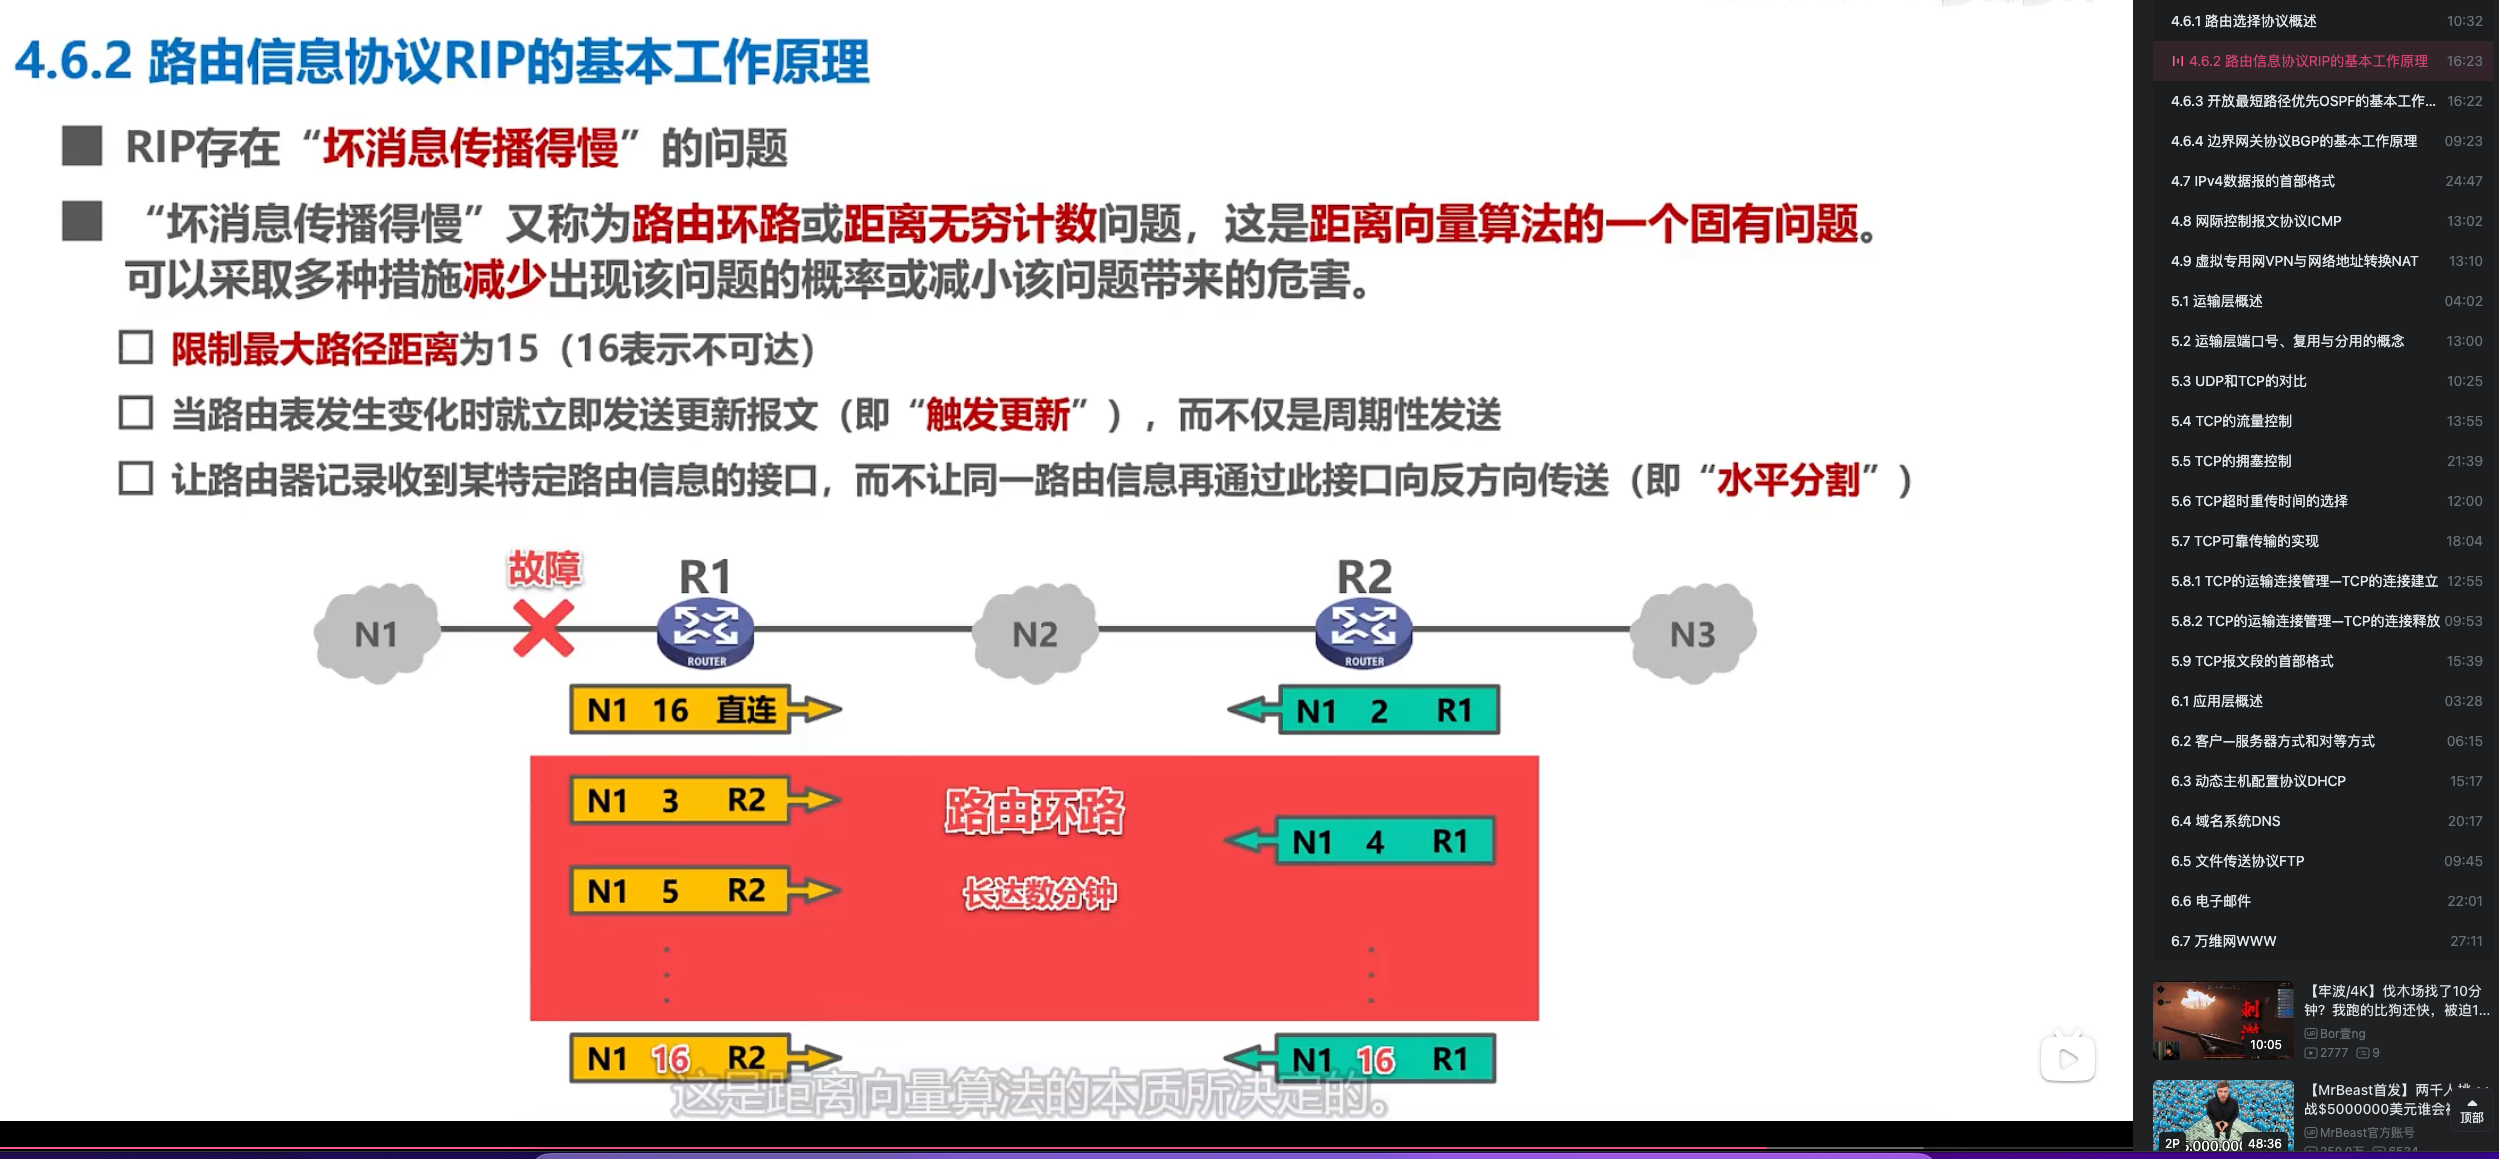 4.6.2 路由信息协议RIP的基本工作原理
RIP存在“坏消息传播得慢”的问题
“坏消息传播得慢”又称为路由环路或距离无穷计数问题，这是距离向量算法的一个固有问题。
可以采取多种措施减少出现该问题的概率或减小该问题带来的危害。
限制最大路径距离为15（16表示不可达）
当路由表发生变化时就立即发送更新报文（即“触发更新”），而不仅是周期性发送
让路由器记录收到某特定路由信息的接口，而不让同一路由信息再通过此接口向反方向传送（即“水平分割”）
故障
R1
R2
N1
ROUTER
N2
ROUTER
N3
N1 16 直连
N1 2 R1
N1 3 R2
路由环路
N1 4 R1
N1 5 R2
长达数分钟
N1 16 R2
N1 16 R1
这是距离向量算法的本质所决定的。
4.6.1 路由选择协议概述 10:32
4.6.2 路由信息协议RIP的基本工作原理 16:23
4.6.3 开放最短路径优先OSPF的基本工作... 16:22
4.6.4 边界网关协议BGP的基本工作原理 09:23
4.7 IPv4数据报的首部格式 24:47
4.8 网际控制报文协议ICMP 13:02
4.9 虚拟专用网VPN与网络地址转换NAT 13:10
5.1 运输层概述 04:02
5.2 运输层端口号、复用与分用的概念 13:00
5.3 UDP和TCP的对比 10:25
5.4 TCP的流量控制 13:55
5.5 TCP的拥塞控制 21:39
5.6 TCP超时重传时间的选择 12:00
5.7 TCP可靠传输的实现 18:04
5.8.1 TCP的运输连接管理—TCP的连接建立 12:55
5.8.2 TCP的运输连接管理—TCP的连接释放 09:53
5.9 TCP报文段的首部格式 15:39
6.1 应用层概述 03:28
6.2 客户—服务器方式和对等方式 06:15
6.3 动态主机配置协议DHCP 15:17
6.4 域名系统DNS 20:17
6.5 文件传送协议FTP 09:45
6.6 电子邮件 22:01
6.7 万维网WWW 27:11
【牢波/4K】伐木场找了10分
钟？我跑的比狗还快，被迫1...
Bor壹ng
2777 9
10:05
【MrBeast首发】两千人挑
战$5000000美元谁会
MrBeast官方账号
2P
48:36
顶部